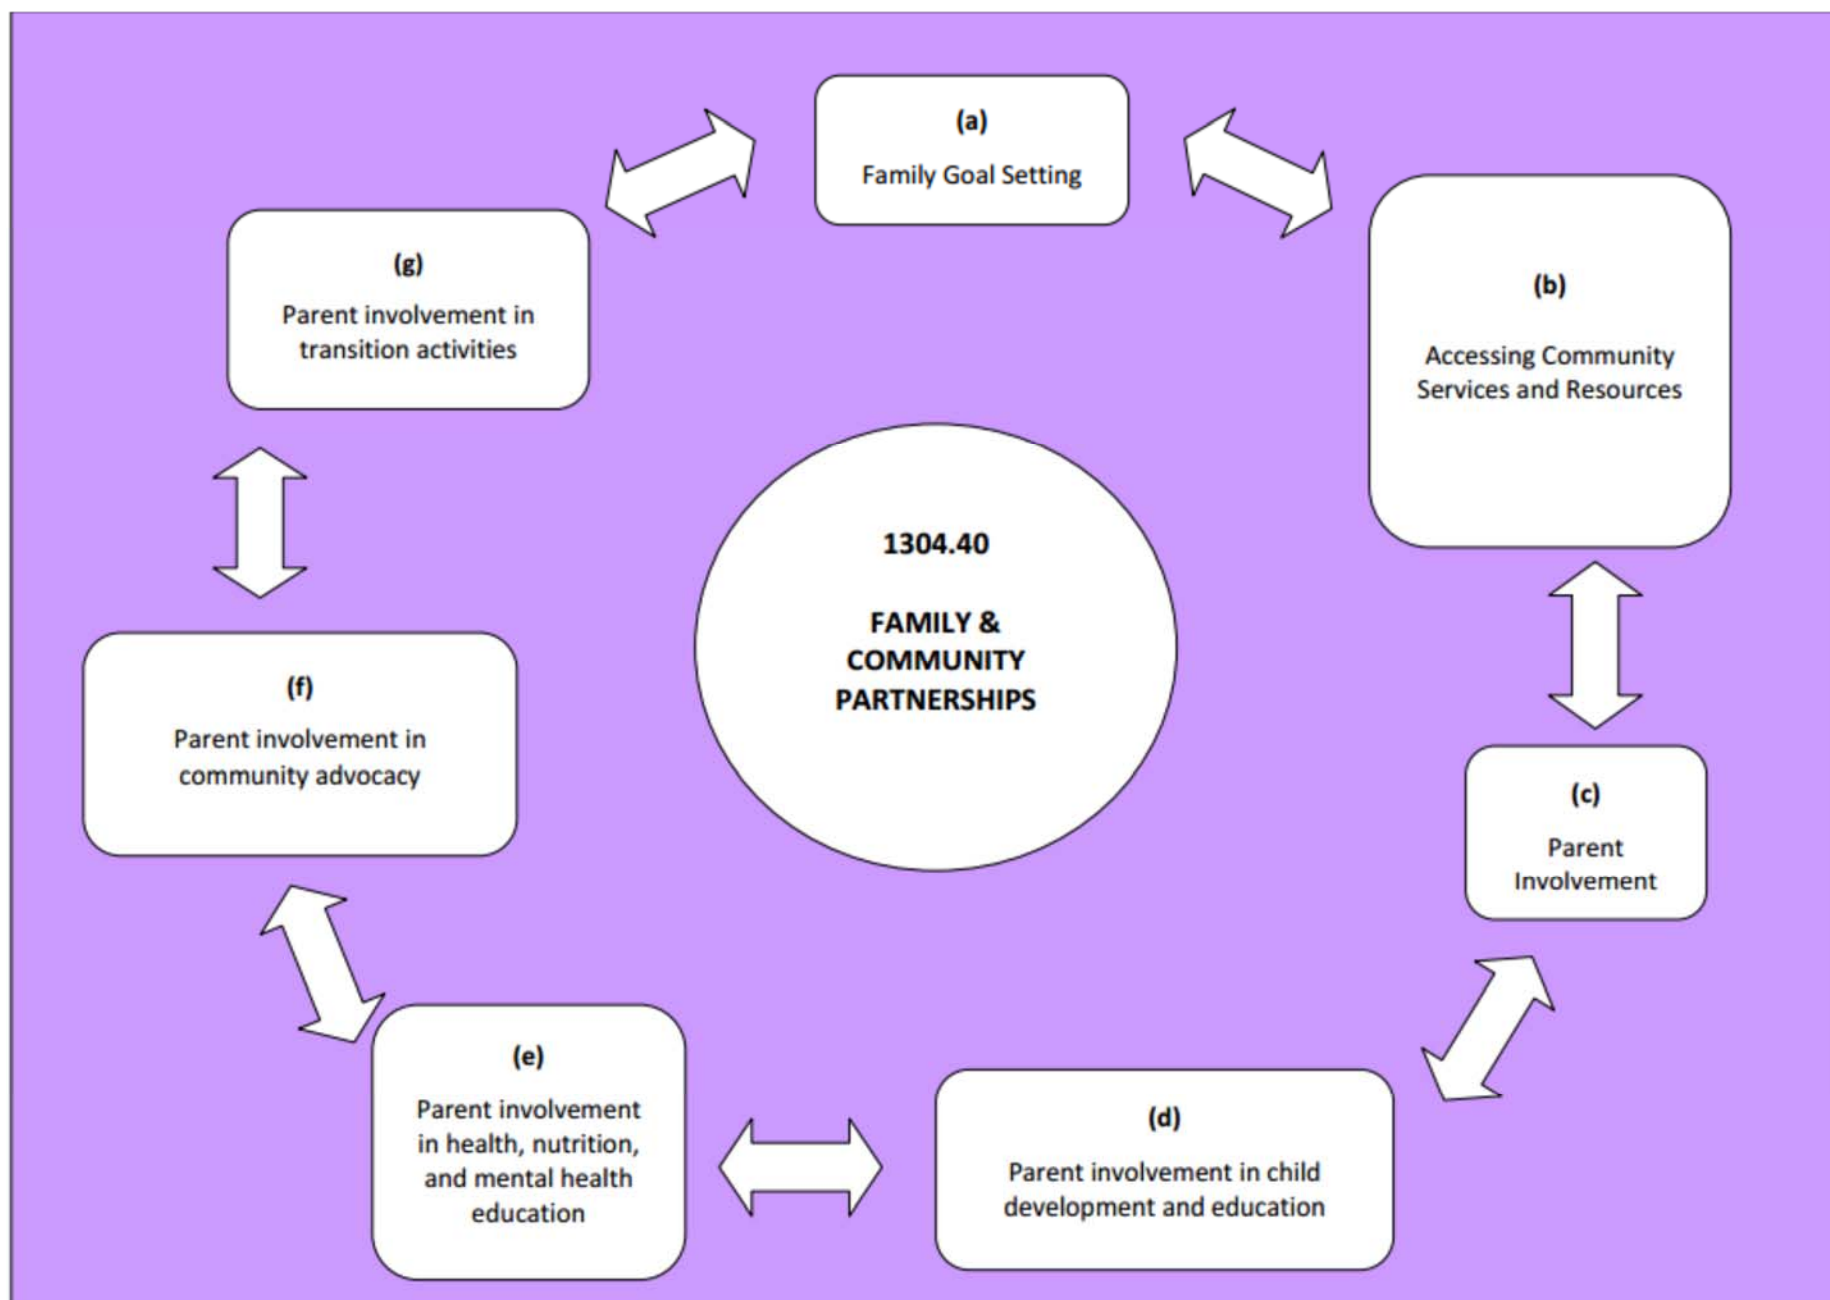 (a)
Family Goal Setting
(b)
Accessing Community
Services and Resources
(c)
Parent
Involvement
(d)
Parent involvement in child
development and education
(e)
Parent involvement
in health, nutrition,
and mental health
education
(f)
Parent involvement in
community advocacy
(g)
Parent involvement in
transition activities
1304.40
FAMILY &
COMMUNITY
PARTNERSHIPS